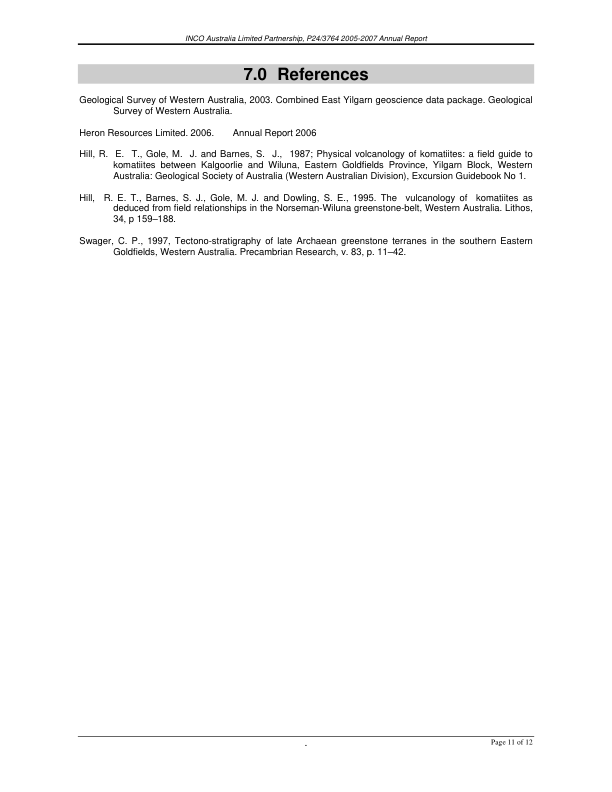 INCO Australia Limited Partnership, P24/3764 2005-2007 Annual Report
7.0 References
Geological Survey of Western Australia, 2003. Combined East Yilgarn geoscience data package. Geological
Survey of Western Australia.
Heron Resources Limited. 2006. Annual Report 2006
Hill, R. E. T., Gole, M. J. and Barnes, S. J., 1987; Physical volcanology of komatiites: a field guide to
komatiites between Kalgoorlie and Wiluna, Eastern Goldfields Province, Yilgarn Block, Western
Australia: Geological Society of Australia (Western Australian Division), Excursion Guidebook No 1.
Hill, R. E. T., Barnes, S. J., Gole, M. J. and Dowling, S. E., 1995. The vulcanology of komatiites as
deduced from field relationships in the Norseman-Wiluna greenstone-belt, Western Australia. Lithos,
34, p 159–188.
Swager, C. P., 1997, Tectono-stratigraphy of late Archaean greenstone terranes in the southern Eastern
Goldfields, Western Australia. Precambrian Research, v. 83, p. 11–42.
Page 11 of 12
-